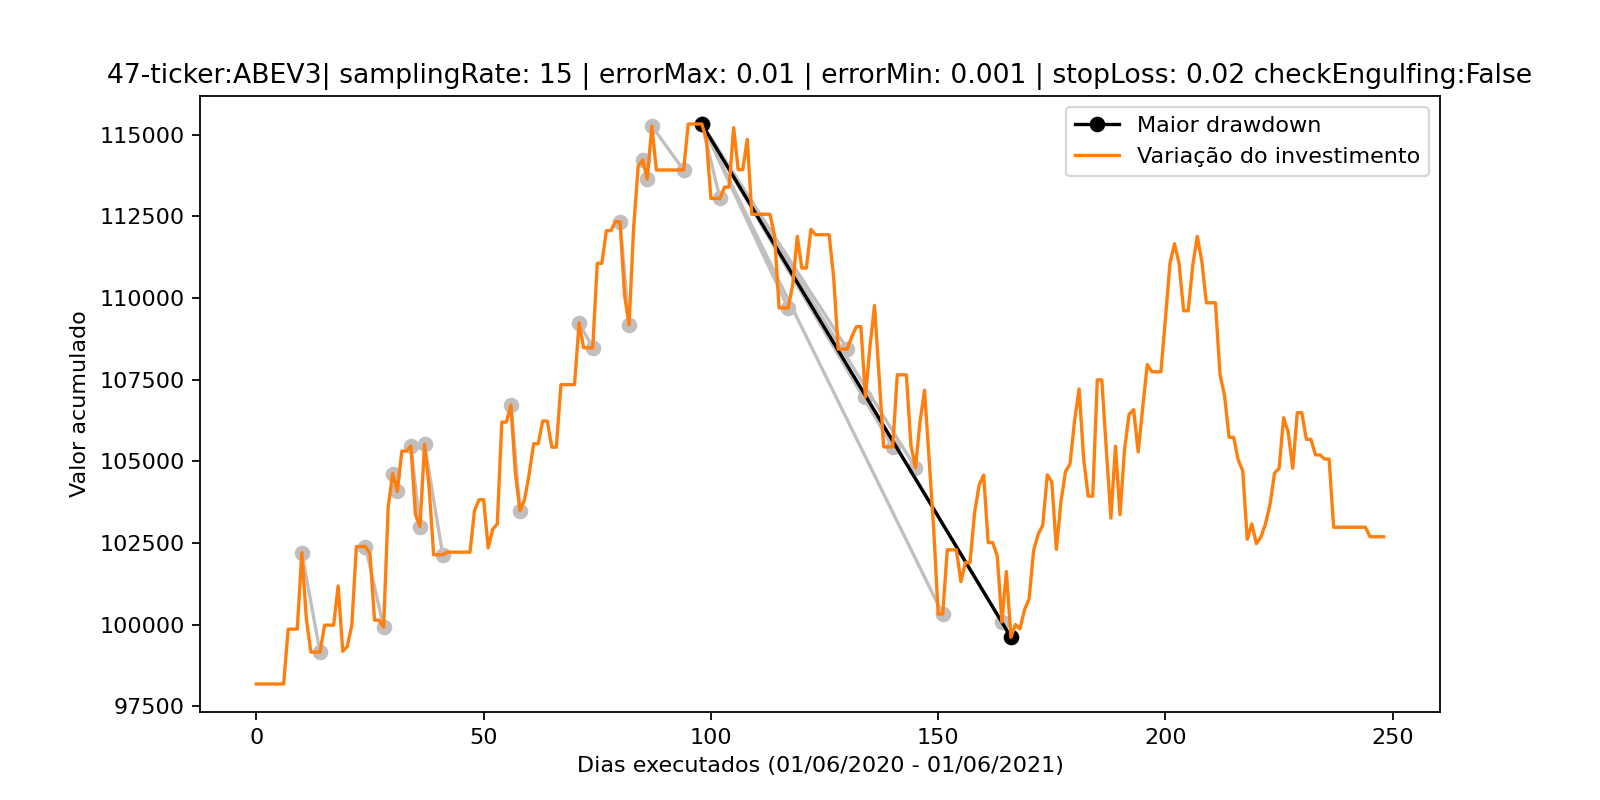 47-ticker:ABEV3| samplingRate: 15 | errorMax: 0.01 | errorMin: 0.001 | stopLoss: 0.02 checkEngulfing:False
Maior drawdown
Variação do investimento
Valor acumulado
115000
112500
110000
107500
105000
102500
100000
97500
0
50
100
150
200
250
Dias executados (01/06/2020 - 01/06/2021)